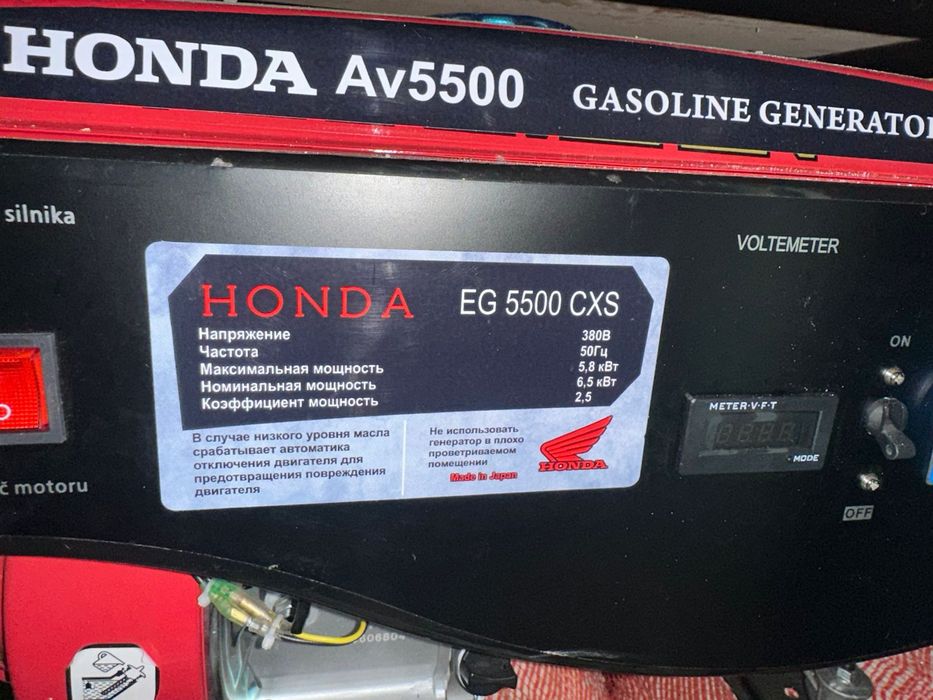 HONDA Av5500 GASOLINE GENERATO
silnika
VOLTEMETER
HONDA EG 5500 CXS
Напряжение 380В
Частота 50Гц
Максимальная мощность 5,8 кВт
Номинальная мощность 6,5 кВт
Коэффициент мощность 2,5
В случае низкого уровня масла
срабатывает автоматика
отключения двигателя для
предотвращения повреждения
двигателя
Не использовать
генератор в плохо
проветриваемом
помещении
Made in Japan
HONDA
METER·V·F·T
MODE
ON
OFF
č motoru
606804